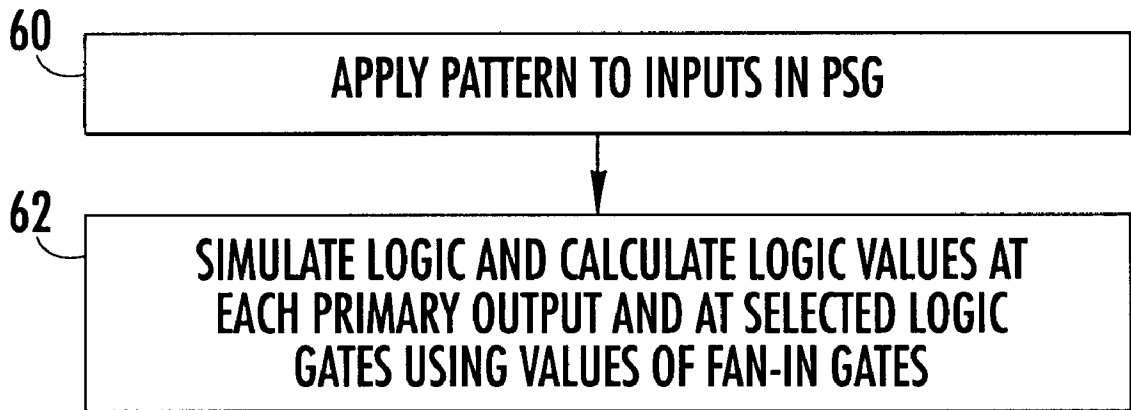 60
APPLY PATTERN TO INPUTS IN PSG
62
SIMULATE LOGIC AND CALCULATE LOGIC VALUES AT
EACH PRIMARY OUTPUT AND AT SELECTED LOGIC
GATES USING VALUES OF FAN-IN GATES